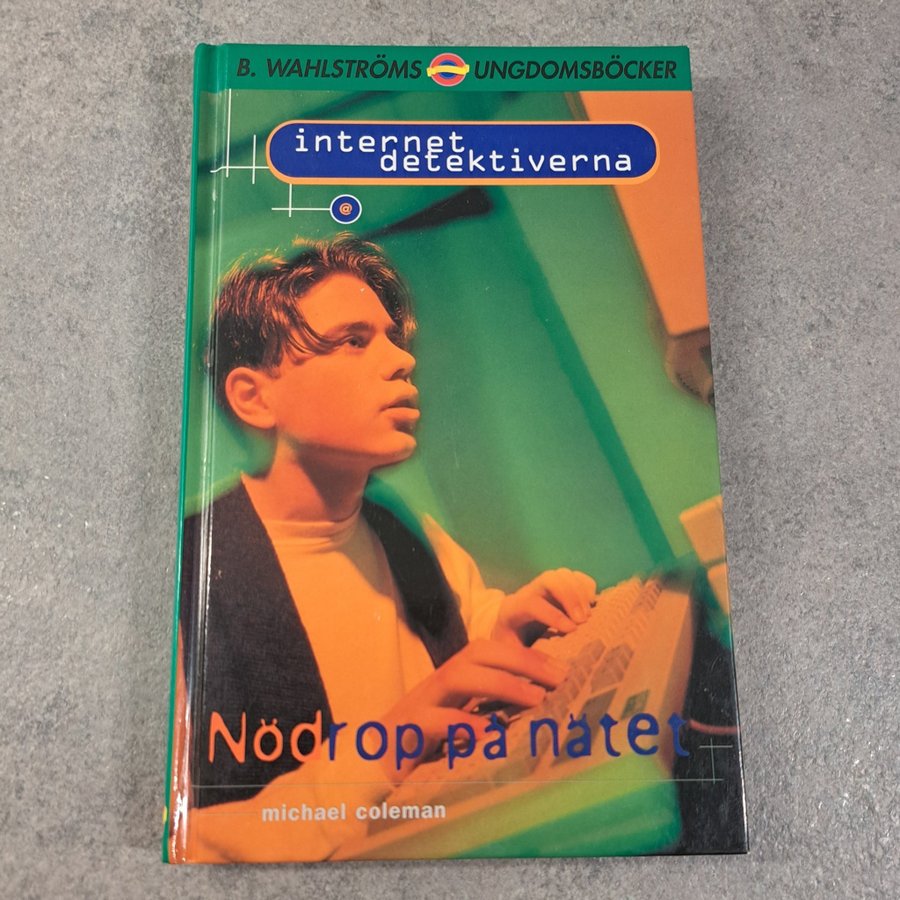 B. WAHLSTRÖMS UNGDOMSBÖCKER
internet
detektiverna
@
Nödrop på nätet
michael coleman